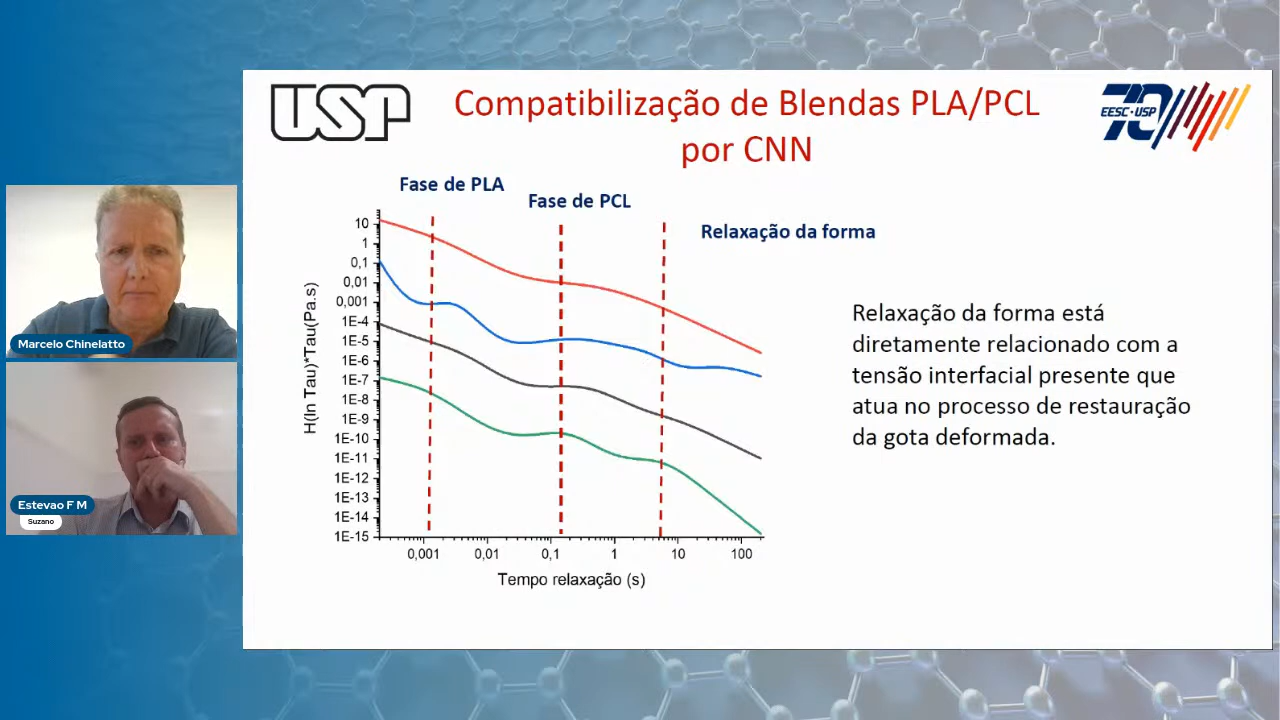 USP
Compatibilização de Blendas PLA/PCL
por CNN
70
EESC·USP
Fase de PLA
Fase de PCL
Relaxação da forma
10
1
0,1
0,01
0,001
1E-4
1E-5
1E-6
1E-7
1E-8
1E-9
1E-10
1E-11
1E-12
1E-13
1E-14
1E-15
H(ln Tau)*Tau(Pa.s)
0,001
0,01
0,1
1
10
100
Tempo relaxação (s)
Relaxação da forma está
diretamente relacionado com a
tensão interfacial presente que
atua no processo de restauração
da gota deformada.
Marcelo Chinelatto
Estevao F M
Suzano